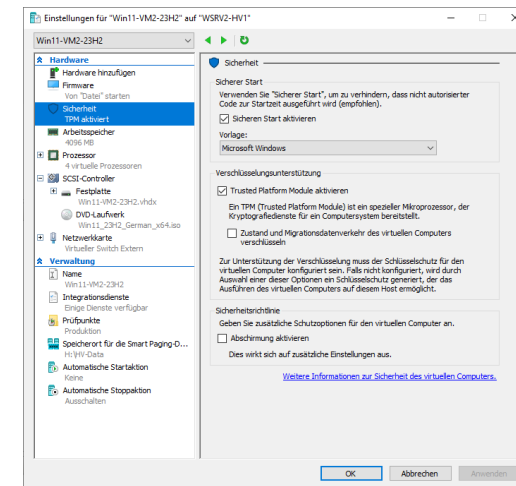 Einstellungen für "Win11-VM2-23H2" auf "WSRV2-HV1"
Win11-VM2-23H2
Hardware
Hardware hinzufügen
Firmware
Von "Datei" starten
Sicherheit
TPM aktiviert
Arbeitsspeicher
4096 MB
Prozessor
4 virtuelle Prozessoren
SCSI-Controller
Festplatte
Win11-VM2-23H2.vhdx
DVD-Laufwerk
Win11_23H2_German_x64.iso
Netzwerkkarte
Virtueller Switch Extern
Verwaltung
Name
Win11-VM2-23H2
Integrationsdienste
Einige Dienste verfügbar
Prüfpunkte
Produktion
Speicherort für die Smart Paging-D...
H:\HV-Data
Automatische Startaktion
Keine
Automatische Stoppaktion
Ausschalten
Sicherheit
Sicherer Start
Verwenden Sie "Sicherer Start", um zu verhindern, dass nicht autorisierter
Code zur Startzeit ausgeführt wird (empfohlen).
Sicheren Start aktivieren
Vorlage:
Microsoft Windows
Verschlüsselungsunterstützung
Trusted Platform Module aktivieren
Ein TPM (Trusted Platform Module) ist ein spezieller Mikroprozessor, der
Kryptografiedienste für ein Computersystem bereitstellt.
Zustand und Migrationsdatenverkehr des virtuellen Computers
verschlüsseln
Zur Unterstützung der Verschlüsselung muss der Schlüsselschutz für den
virtuellen Computer konfiguriert sein. Falls nicht konfiguriert, wird durch
Auswahl einer dieser Optionen ein Schlüsselschutz generiert, der das
Ausführen des virtuellen Computers auf diesem Host ermöglicht.
Sicherheitsrichtlinie
Geben Sie zusätzliche Schutzoptionen für den virtuellen Computer an.
Abschirmung aktivieren
Dies wirkt sich auf zusätzliche Einstellungen aus.
Weitere Informationen zur Sicherheit des virtuellen Computers.
OK
Abbrechen
Anwenden